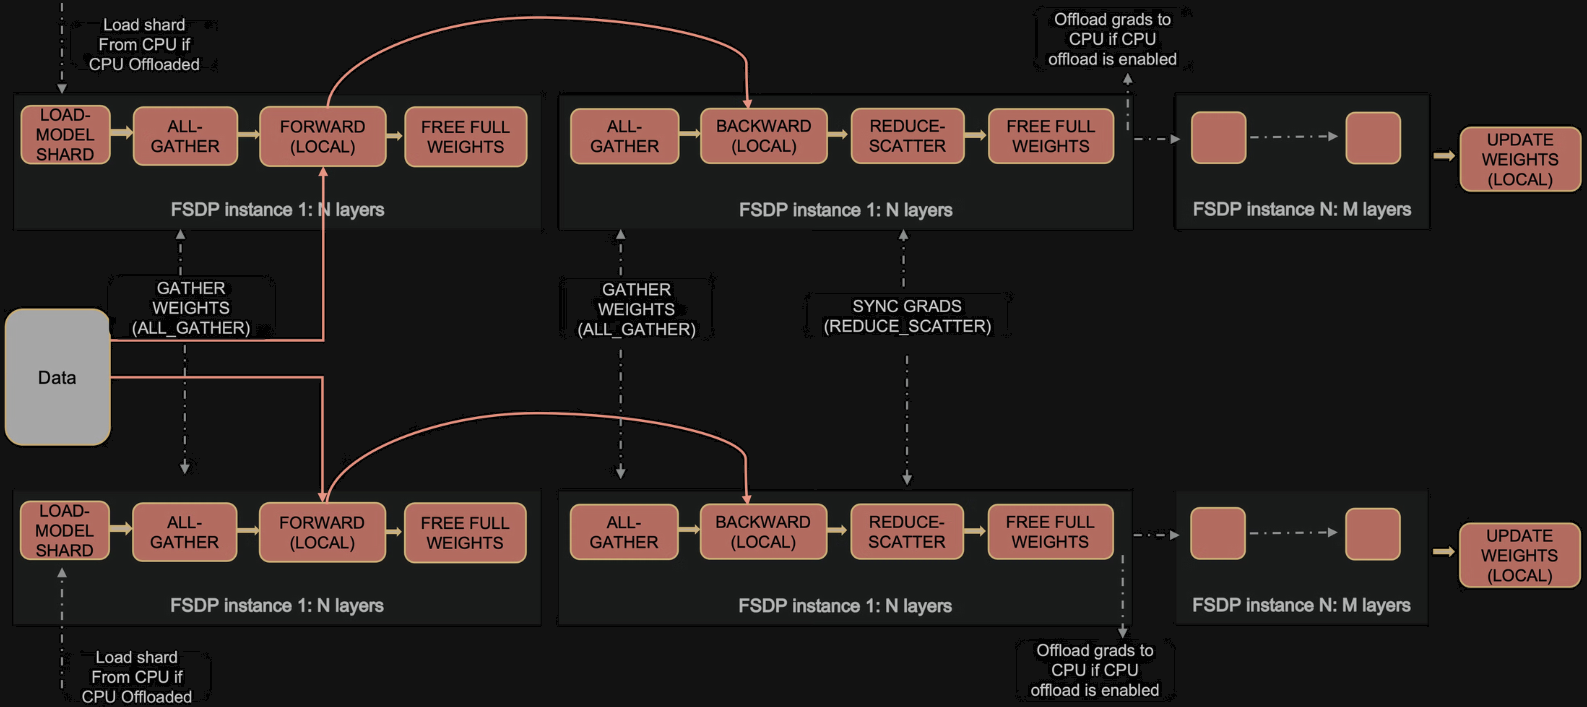 Load shard
From CPU if
CPU Offloaded
Offload grads to
CPU if CPU
offload is enabled
LOAD-
MODEL
SHARD
ALL-
GATHER
FORWARD
(LOCAL)
FREE FULL
WEIGHTS
FSDP instance 1: N layers
ALL-
GATHER
BACKWARD
(LOCAL)
REDUCE-
SCATTER
FREE FULL
WEIGHTS
FSDP instance 1: N layers
FSDP instance N: M layers
UPDATE
WEIGHTS
(LOCAL)
GATHER
WEIGHTS
(ALL_GATHER)
GATHER
WEIGHTS
(ALL_GATHER)
SYNC GRADS
(REDUCE_SCATTER)
Data
LOAD-
MODEL
SHARD
ALL-
GATHER
FORWARD
(LOCAL)
FREE FULL
WEIGHTS
FSDP instance 1: N layers
ALL-
GATHER
BACKWARD
(LOCAL)
REDUCE-
SCATTER
FREE FULL
WEIGHTS
FSDP instance 1: N layers
FSDP instance N: M layers
UPDATE
WEIGHTS
(LOCAL)
Load shard
From CPU if
CPU Offloaded
Offload grads to
CPU if CPU
offload is enabled